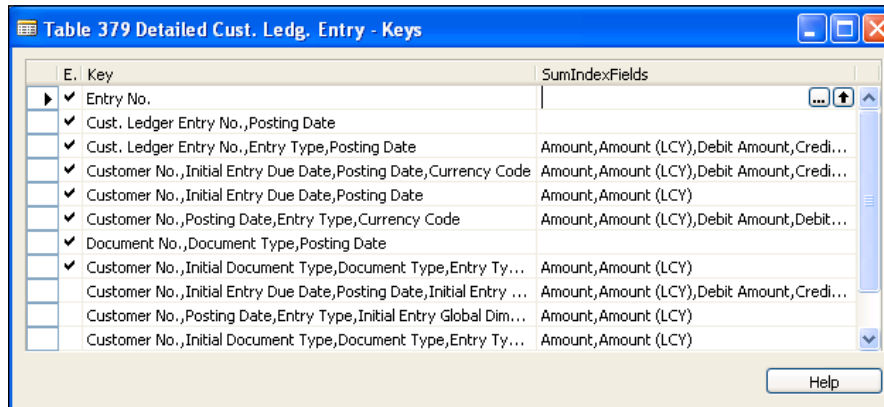 Table 379 Detailed Cust. Ledg. Entry - Keys
E. Key SumIndexFields
Entry No.
Cust. Ledger Entry No.,Posting Date
Cust. Ledger Entry No.,Entry Type,Posting Date Amount,Amount (LCY),Debit Amount,Credi...
Customer No.,Initial Entry Due Date,Posting Date,Currency Code Amount,Amount (LCY),Debit Amount,Credi...
Customer No.,Initial Entry Due Date,Posting Date Amount,Amount (LCY)
Customer No.,Posting Date,Entry Type,Currency Code Amount,Amount (LCY),Debit Amount,Debit...
Document No.,Document Type,Posting Date
Customer No.,Initial Document Type,Document Type,Entry Ty... Amount,Amount (LCY)
Customer No.,Initial Entry Due Date,Posting Date,Initial Entry ... Amount,Amount (LCY),Debit Amount,Credi...
Customer No.,Posting Date,Entry Type,Initial Entry Global Dim... Amount,Amount (LCY)
Customer No.,Initial Document Type,Document Type,Entry Ty... Amount,Amount (LCY)
Help